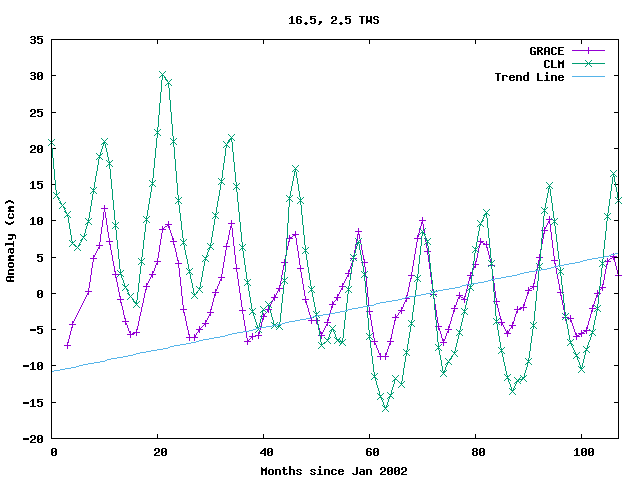 16.5, 2.5 TWS
GRACE
CLM
Trend Line
35
30
25
20
15
10
5
0
-5
-10
-15
-20
Anomaly (cm)
0 20 40 60 80 100
Months since Jan 2002